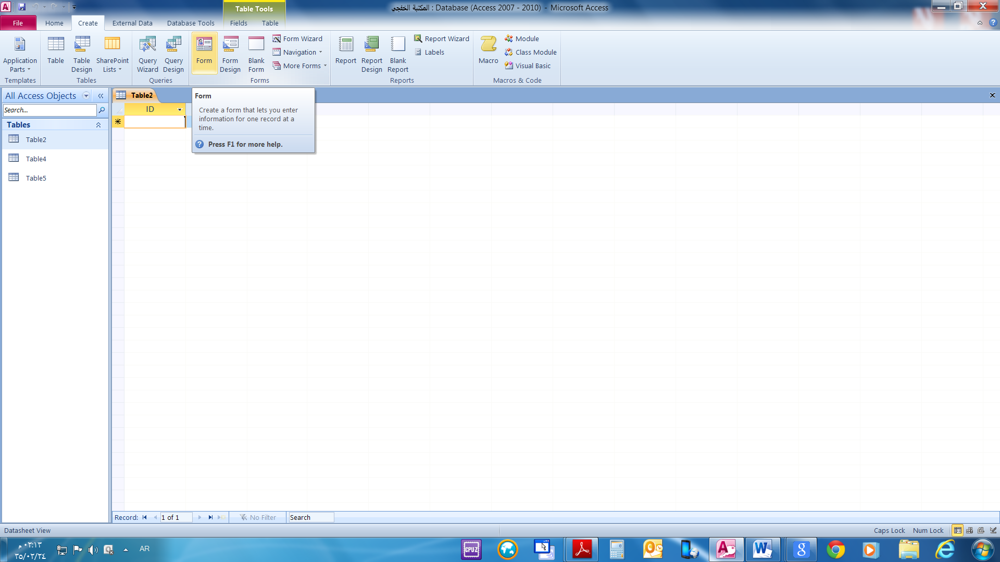 Table Tools
المكتبة الخفجي : Database (Access 2007 - 2010) - Microsoft Access
File
Home
Create
External Data
Database Tools
Fields
Table
Application Parts
Table
Table Design
SharePoint Lists
Query Wizard
Query Design
Form
Form Design
Blank Form
Form Wizard
Navigation
More Forms
Report
Report Design
Blank Report
Report Wizard
Labels
Macro
Module
Class Module
Visual Basic
Templates
Tables
Queries
Forms
Reports
Macros & Code
All Access Objects
Search...
Tables
Table2
Table4
Table5
Table2
ID
Form
Create a form that lets you enter
information for one record at a
time.
Press F1 for more help.
Record:
1 of 1
No Filter
Search
Datasheet View
Caps Lock
Num Lock
٠٢:١٣ م
٣٥/٠٢/٢٤
AR
CPU Z